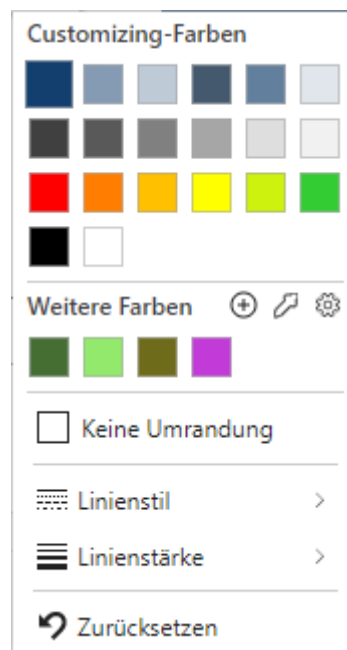 Customizing-Farben
Weitere Farben
Keine Umrandung
Linienstil
Linienstärke
Zurücksetzen